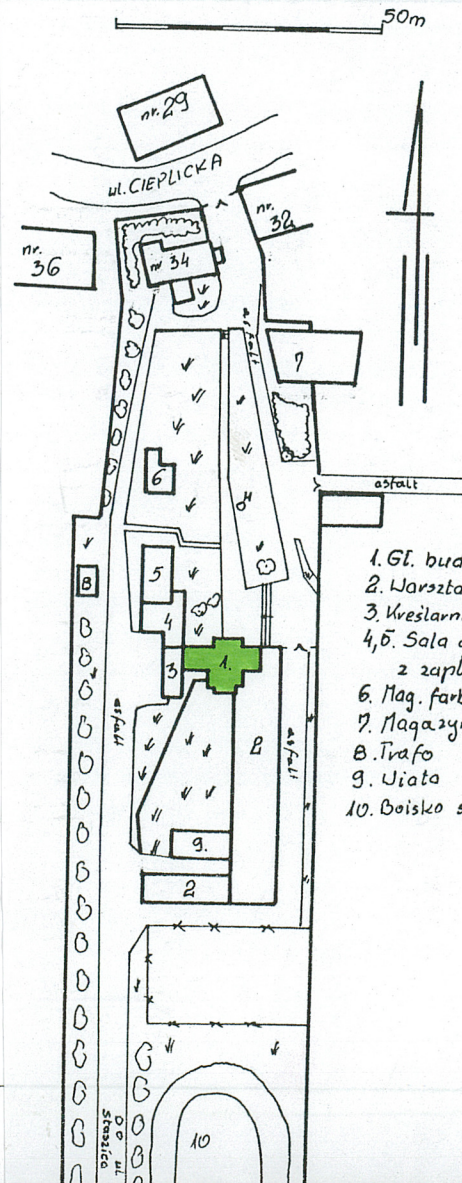 50m
nr. 29
ul. CIEPLICKA
nr. 32
nr. 36
nr 34
asfalt
7
asfalt
6
5
8
4
1.
3
2
asfalt
asfalt
9.
2
10
Do ul
Staszica
1. Gł. bud
2. Warszta
3. Kreślarn
4,5. Sala
z zapl
6. Mag. farb
7. Magazyn
8. Trafo
9. Wiata
10. Boisko s